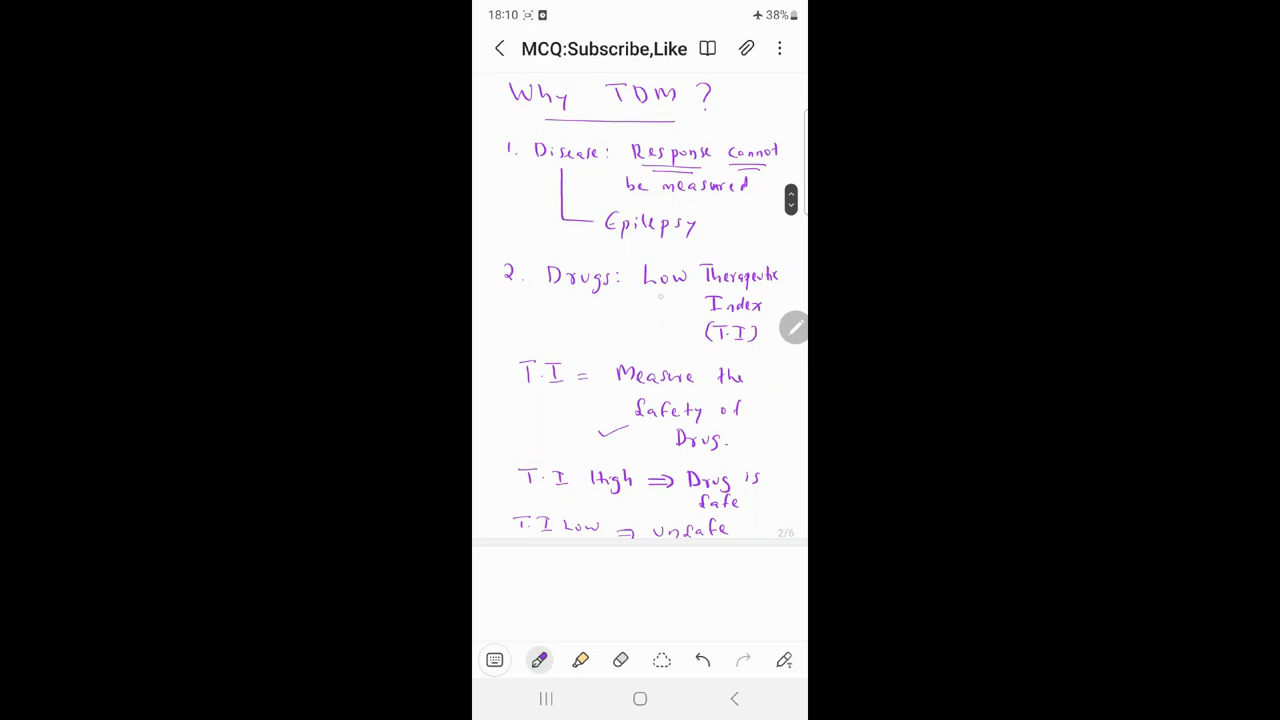 18:10 38%
MCQ:Subscribe,Like
Why TDM ?
1. Disease: Response cannot
be measured
Epilepsy
2. Drugs: Low Therapeutic
Index
(T.I)
T.I = Measure the
safety of
Drug.
T.I High ⇒ Drug is
safe
T.I Low ⇒ unsafe
2/6